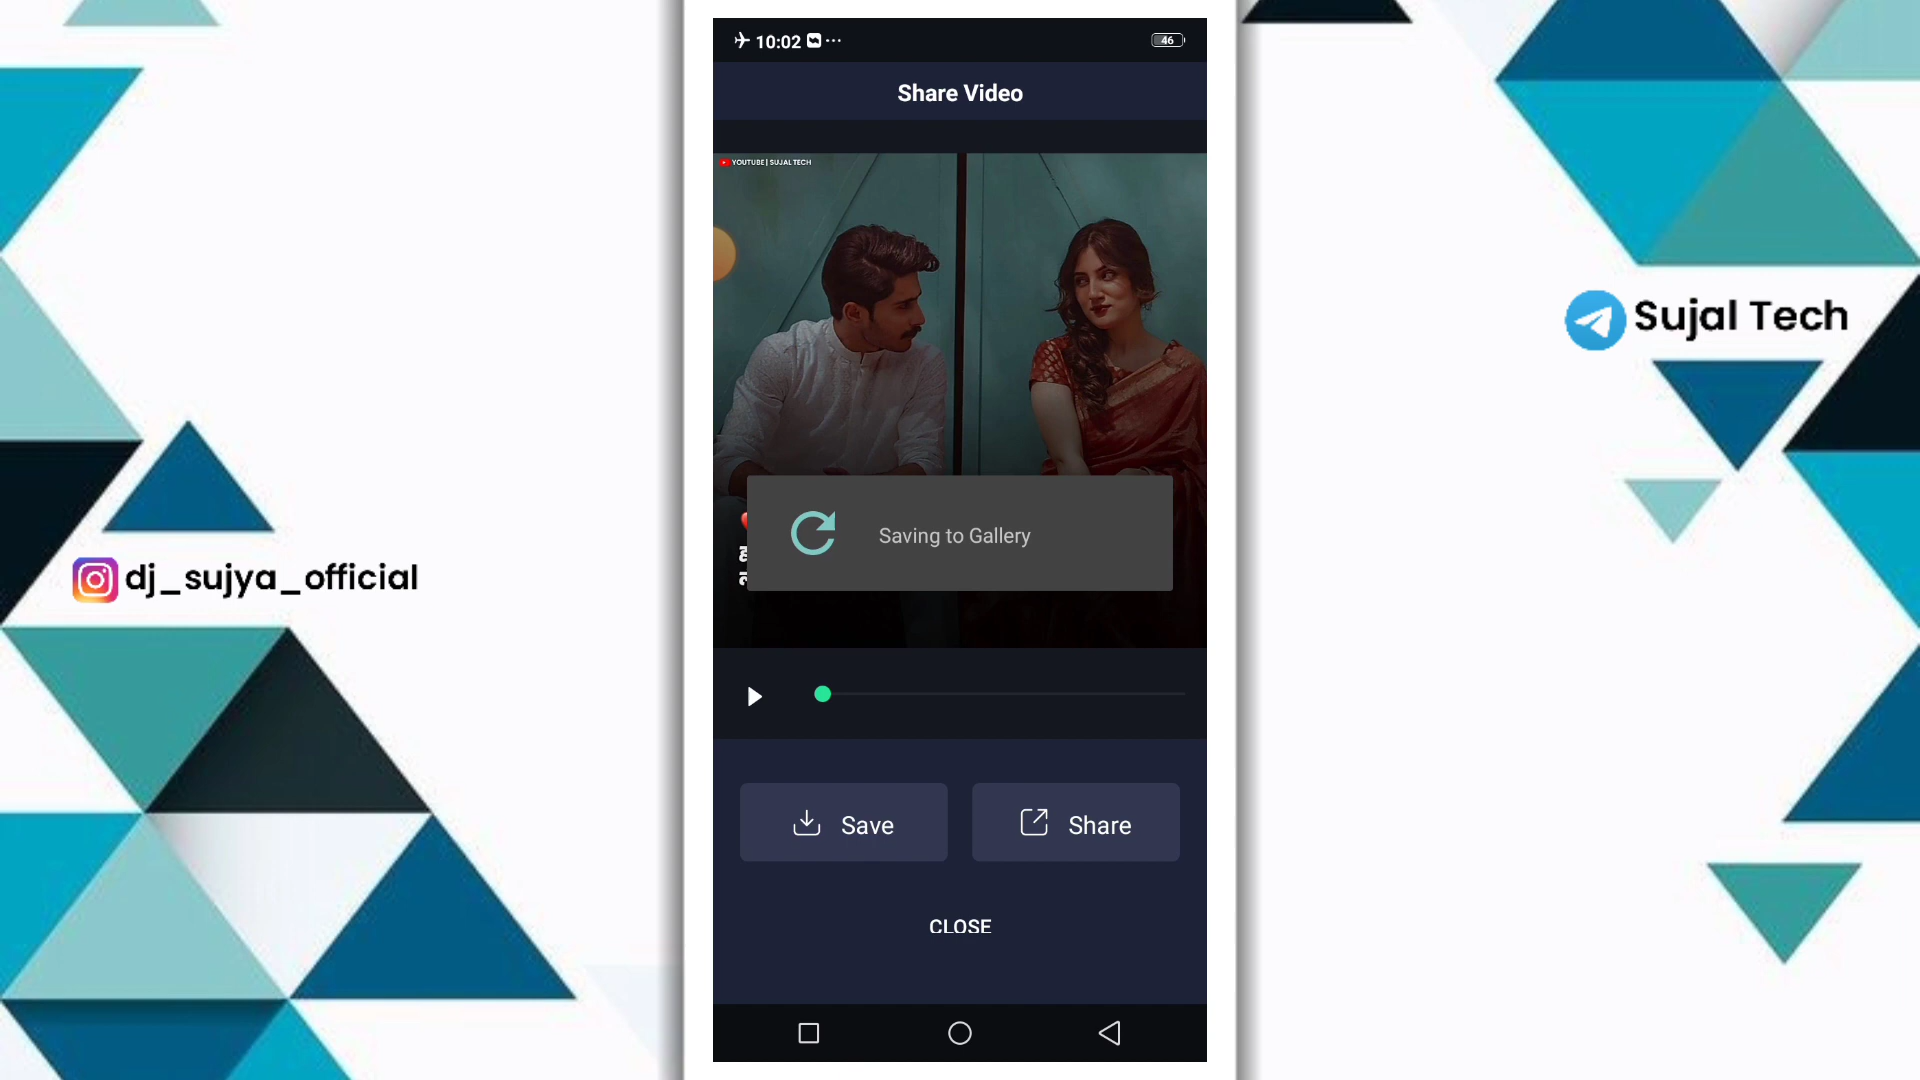 10:02
46
Share Video
YOUTUBE | SUJAL TECH
Sujal Tech
Saving to Gallery
dj_sujya_official
Save
Share
CLOSE